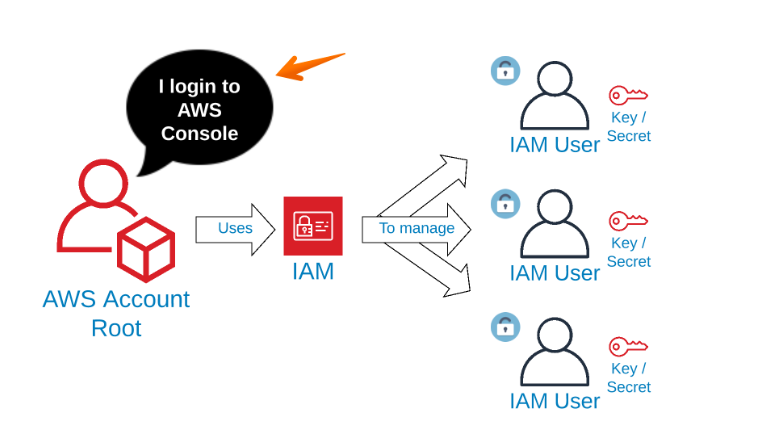 I login to
AWS
Console
AWS Account
Root
Uses
IAM
To manage
IAM User
Key /
Secret
IAM User
Key /
Secret
IAM User
Key /
Secret